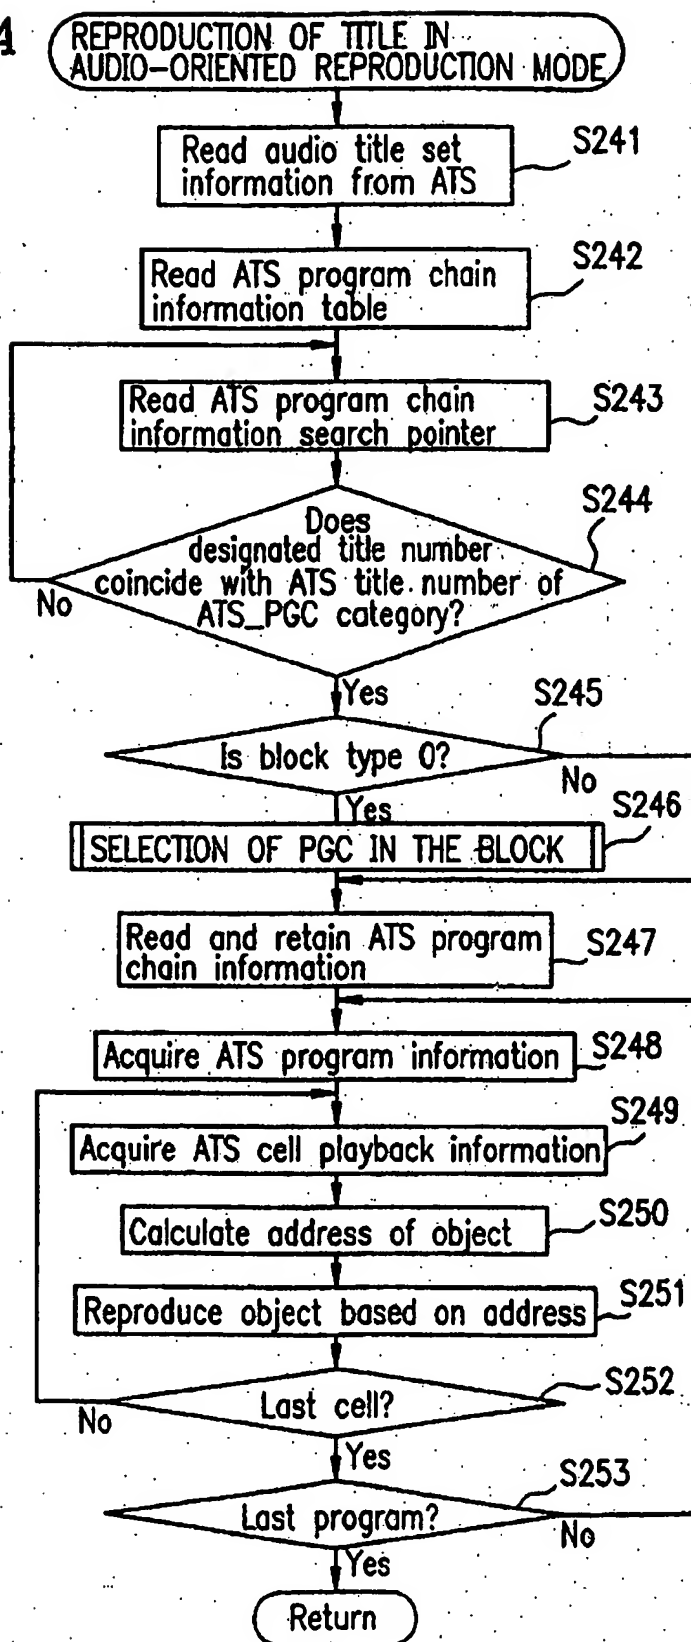 4
REPRODUCTION OF TITLE IN
AUDIO-ORIENTED REPRODUCTION MODE
Read audio title set
information from ATS
S241
Read ATS program chain
information table
S242
Read ATS program chain
information search pointer
S243
Does
designated title number
coincide with ATS title number of
ATS_PGC category?
S244
No
Yes
Is block type 0?
S245
No
Yes
SELECTION OF PGC IN THE BLOCK
S246
Read and retain ATS program
chain information
S247
Acquire ATS program information
S248
Acquire ATS cell playback information
S249
Calculate address of object
S250
Reproduce object based on address
S251
Last cell?
S252
No
Yes
Last program?
S253
No
Yes
Return